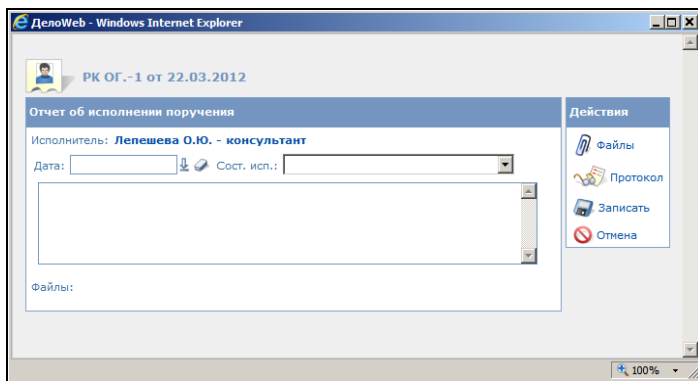 ДелоWeb - Windows Internet Explorer
РК ОГ.-1 от 22.03.2012
Отчет об исполнении поручения
Исполнитель: Лепешева О.Ю. - консультант
Дата: Сост. исп.:
Файлы:
Действия
Файлы
Протокол
Записать
Отмена
100%